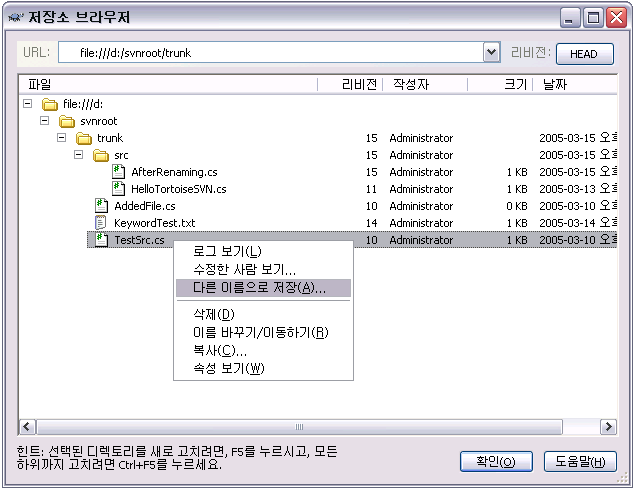 저장소 브라우저
URL: file:///d:/svnroot/trunk 리비전: HEAD
파일 리비전 작성자 크기 날짜
file:///d:
svnroot
trunk 15 Administrator 2005-03-15 오후
src 15 Administrator 2005-03-15 오후
AfterRenaming.cs 15 Administrator 1 KB 2005-03-15 오후
HelloTortoiseSVN.cs 11 Administrator 1 KB 2005-03-13 오후
AddedFile.cs 10 Administrator 0 KB 2005-03-10 오후
KeywordTest.txt 14 Administrator 1 KB 2005-03-14 오후
TestSrc.cs 10 Administrator 1 KB 2005-03-10 오후
로그 보기(L)
수정한 사람 보기...
다른 이름으로 저장(A)...
삭제(D)
이름 바꾸기/이동하기(R)
복사(C)...
속성 보기(W)
힌트: 선택된 디렉토리를 새로 고치려면, F5를 누르시고, 모든
하위까지 고치려면 Ctrl+F5를 누르세요.
확인(O) 도움말(H)